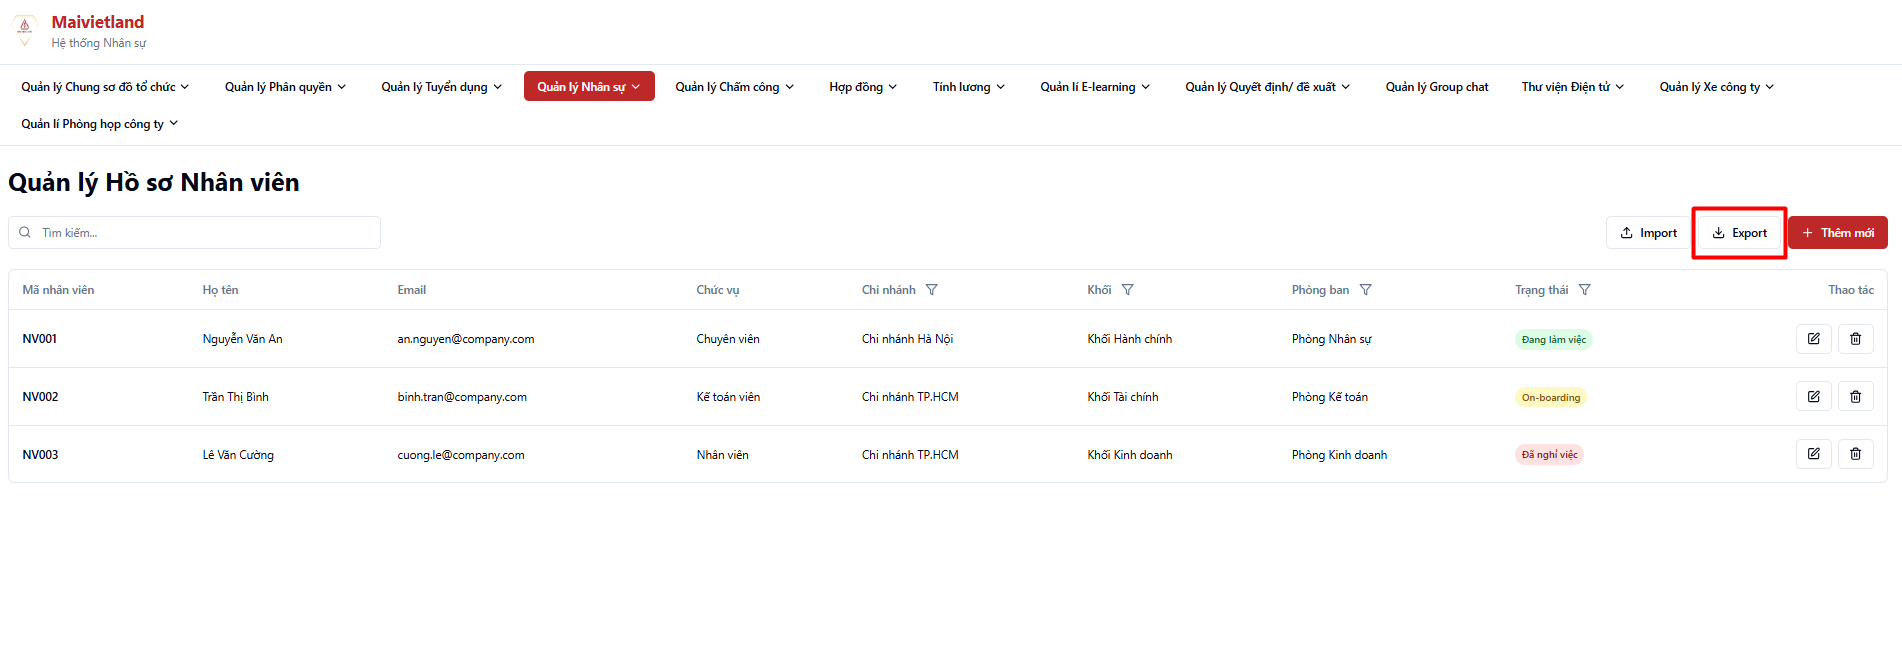 Maivietland
Hệ thống Nhân sự
Quản lý Chung sơ đồ tổ chức Quản lý Phân quyền Quản lý Tuyển dụng Quản lý Nhân sự Quản lý Chấm công Hợp đồng Tính lương Quản lí E-learning Quản lý Quyết định/ đề xuất Quản lý Group chat Thư viện Điện tử Quản lý Xe công ty
Quản lí Phòng họp công ty
Quản lý Hồ sơ Nhân viên
Tìm kiếm... Import Export + Thêm mới
Mã nhân viên Họ tên Email Chức vụ Chi nhánh Khối Phòng ban Trạng thái Thao tác
NV001 Nguyễn Văn An an.nguyen@company.com Chuyên viên Chi nhánh Hà Nội Khối Hành chính Phòng Nhân sự Đang làm việc
NV002 Trần Thị Bình binh.tran@company.com Kế toán viên Chi nhánh TP.HCM Khối Tài chính Phòng Kế toán On-boarding
NV003 Lê Văn Cường cuong.le@company.com Nhân viên Chi nhánh TP.HCM Khối Kinh doanh Phòng Kinh doanh Đã nghỉ việc